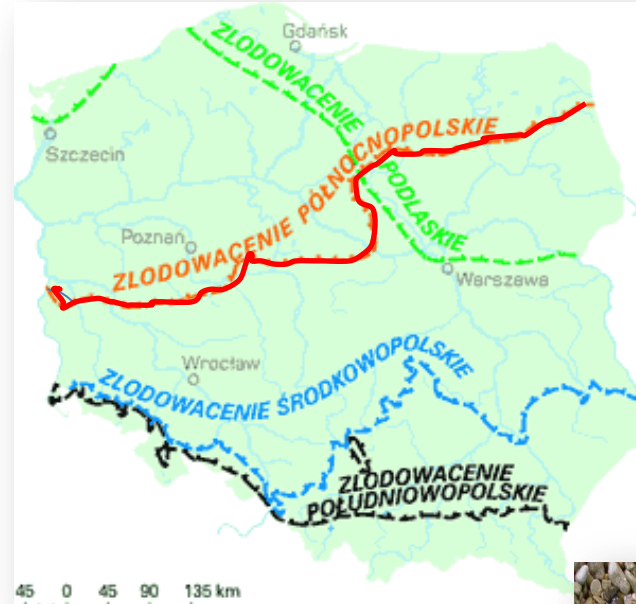 Gdańsk
ZLODOWACENIE
PODLASKIE
ZLODOWACENIE PÓŁNOCNOPOLSKIE
Szczecin
Poznań
Warszawa
Wrocław
ZLODOWACENIE ŚRODKOWOPOLSKIE
ZLODOWACENIE
POŁUDNIOWOPOLSKIE
45 0 45 90 135 km